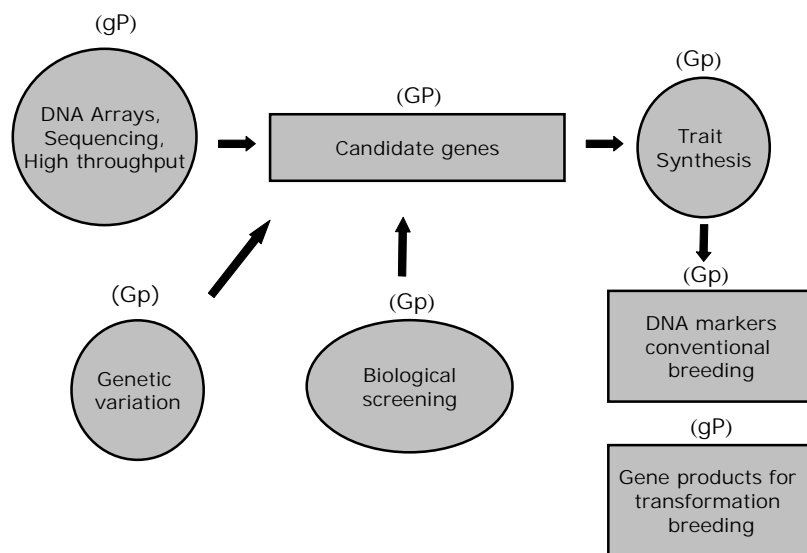 (gP)
DNA Arrays,
Sequencing,
High throughput
(GP)
Candidate genes
(Gp)
Trait
Synthesis
(Gp)
Genetic
variation
(Gp)
Biological
screening
(Gp)
DNA markers
conventional
breeding
(gP)
Gene products for
transformation
breeding